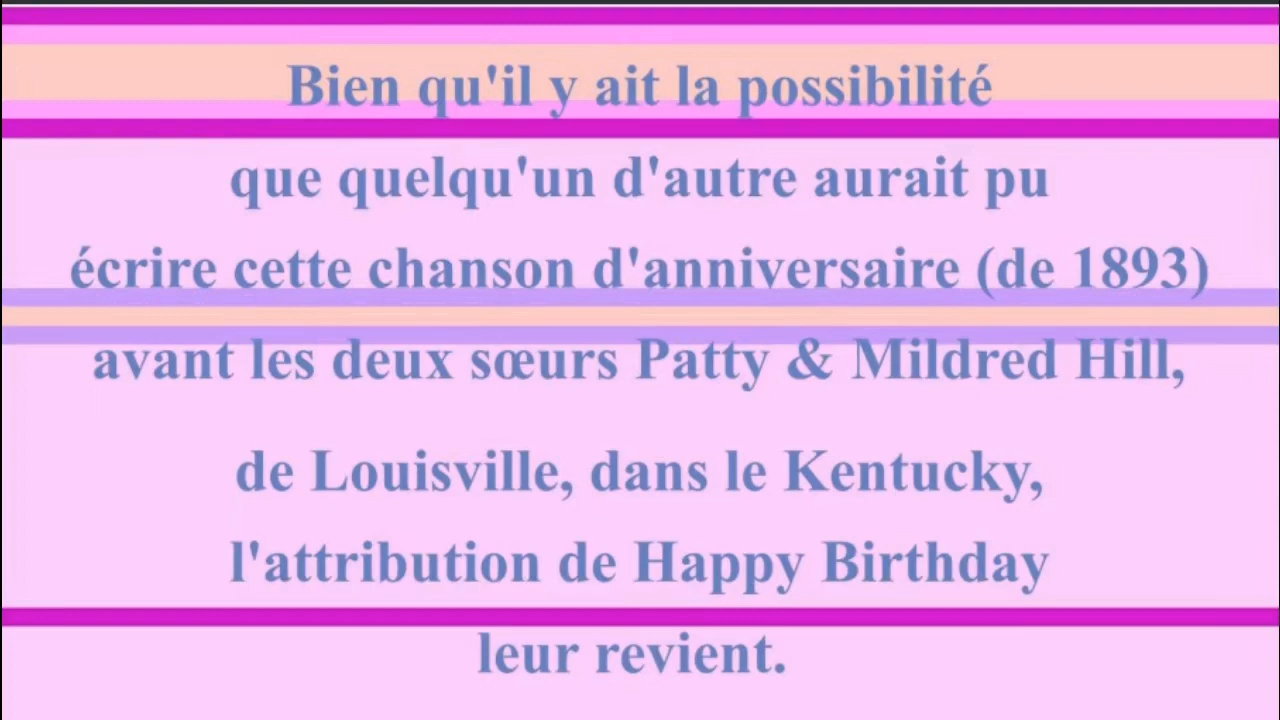 Bien qu'il y ait la possibilité
que quelqu'un d'autre aurait pu
écrire cette chanson d'anniversaire (de 1893)
avant les deux sœurs Patty & Mildred Hill,
de Louisville, dans le Kentucky,
l'attribution de Happy Birthday
leur revient.